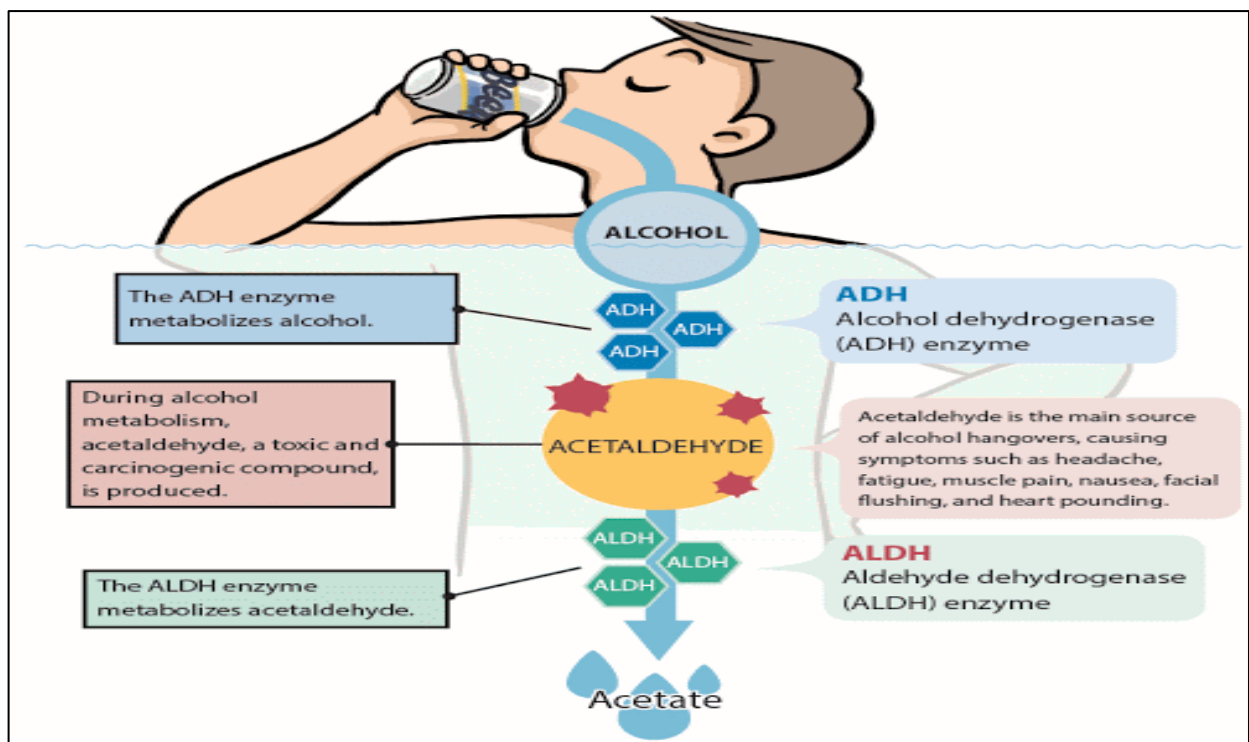 Beer
ALCOHOL
The ADH enzyme
metabolizes alcohol.
ADH
ADH
ADH
ADH
Alcohol dehydrogenase
(ADH) enzyme
During alcohol
metabolism,
acetaldehyde, a toxic and
carcinogenic compound,
is produced.
ACETALDEHYDE
Acetaldehyde is the main source
of alcohol hangovers, causing
symptoms such as headache,
fatigue, muscle pain, nausea, facial
flushing, and heart pounding.
ALDH
ALDH
ALDH
ALDH
Aldehyde dehydrogenase
(ALDH) enzyme
The ALDH enzyme
metabolizes acetaldehyde.
Acetate